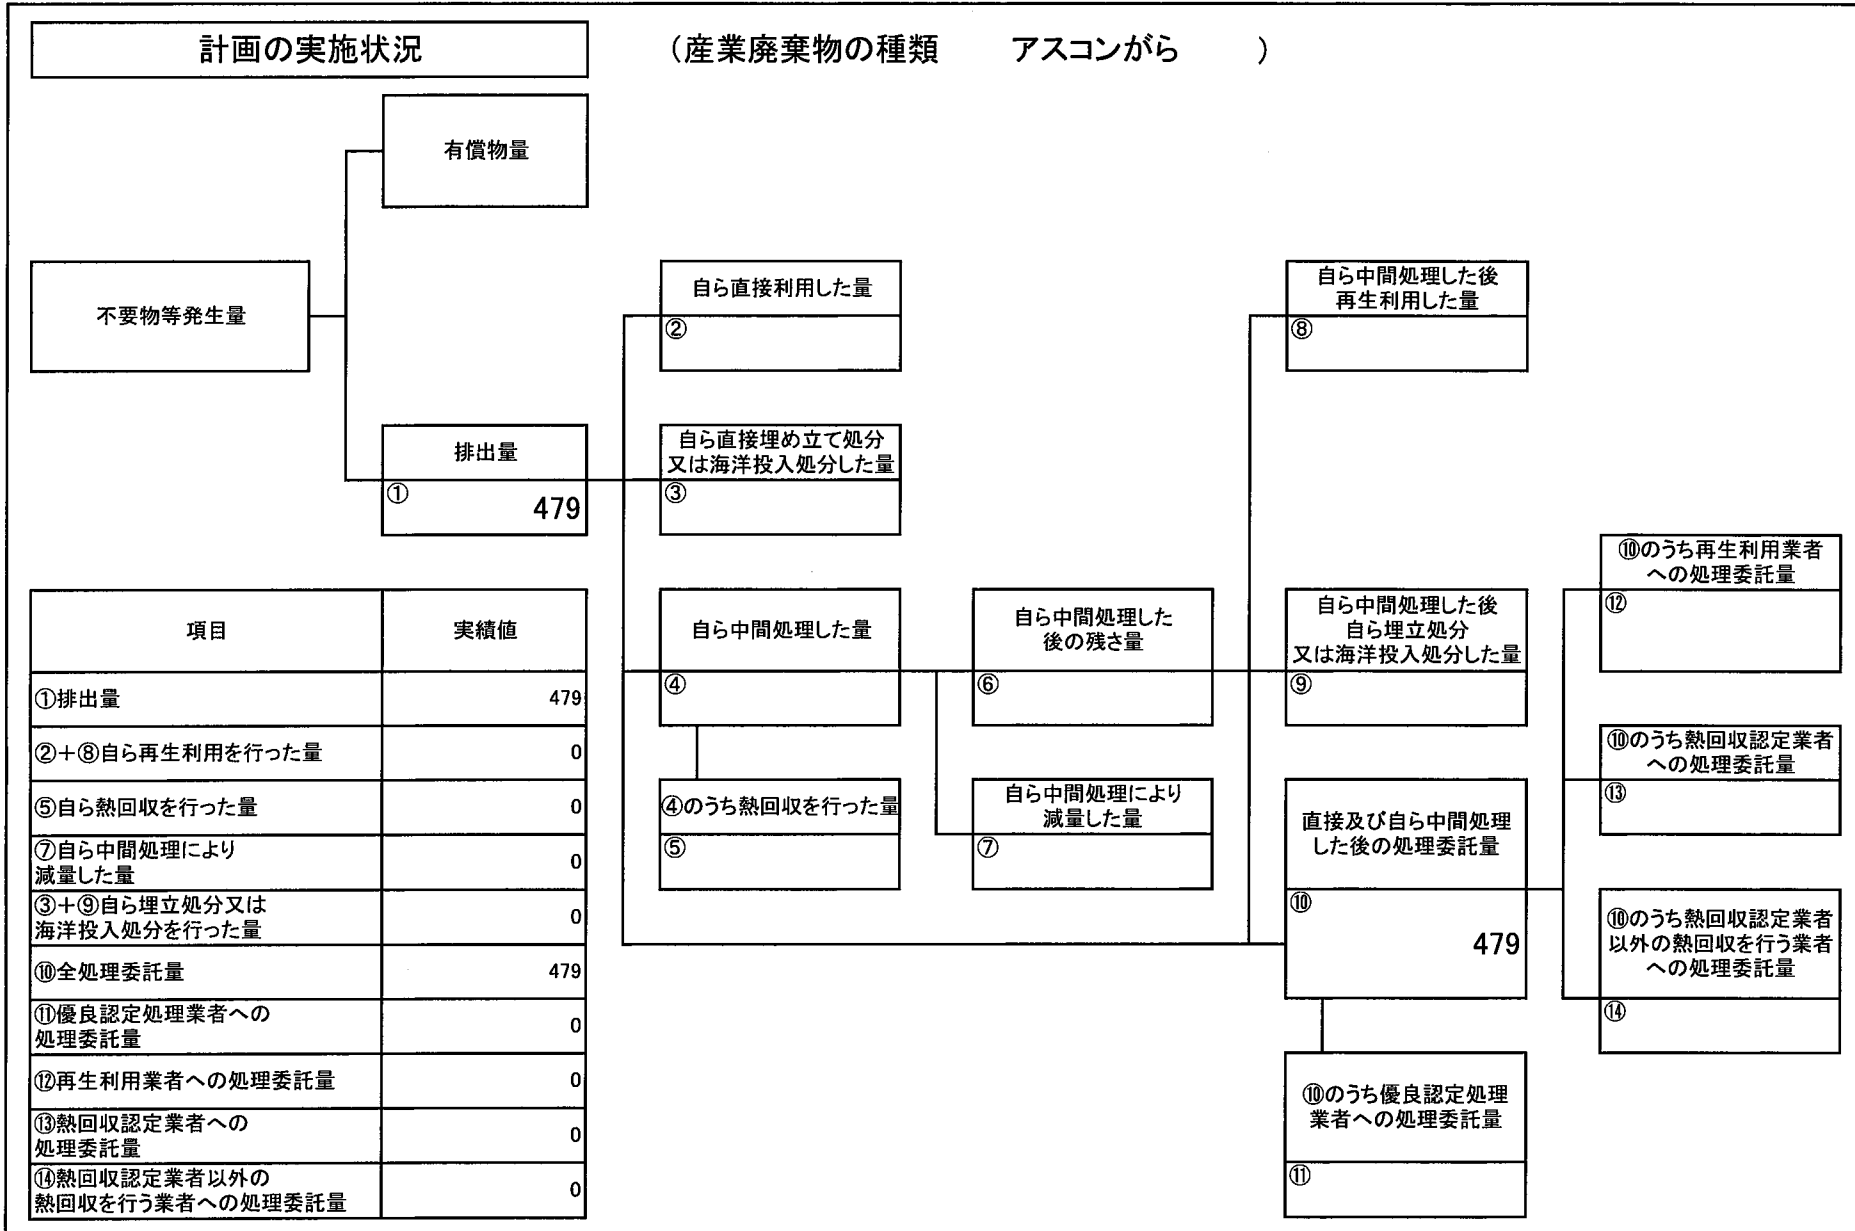 計画の実施状況
（産業廃棄物の種類　　アスコンがら　　）
有償物量
不要物等発生量
自ら直接利用した量
②
自ら中間処理した後
再生利用した量
⑧
排出量
①
479
自ら直接埋め立て処分
又は海洋投入処分した量
③
⑩のうち再生利用業者
への処理委託量
⑫
自ら中間処理した量
④
自ら中間処理した
後の残さ量
⑥
自ら中間処理した後
自ら埋立処分
又は海洋投入処分した量
⑨
⑩のうち熱回収認定業者
への処理委託量
⑬
④のうち熱回収を行った量
⑤
自ら中間処理により
減量した量
⑦
直接及び自ら中間処理
した後の処理委託量
⑩
479
⑩のうち熱回収認定業者
以外の熱回収を行う業者
への処理委託量
⑭
⑩のうち優良認定処理
業者への処理委託量
⑪
項目 実績値
①排出量 479
②＋⑧自ら再生利用を行った量 0
⑤自ら熱回収を行った量 0
⑦自ら中間処理により
減量した量 0
③＋⑨自ら埋立処分又は
海洋投入処分を行った量 0
⑩全処理委託量 479
⑪優良認定処理業者への
処理委託量 0
⑫再生利用業者への処理委託量 0
⑬熱回収認定業者への
処理委託量 0
⑭熱回収認定業者以外の
熱回収を行う業者への処理委託量 0